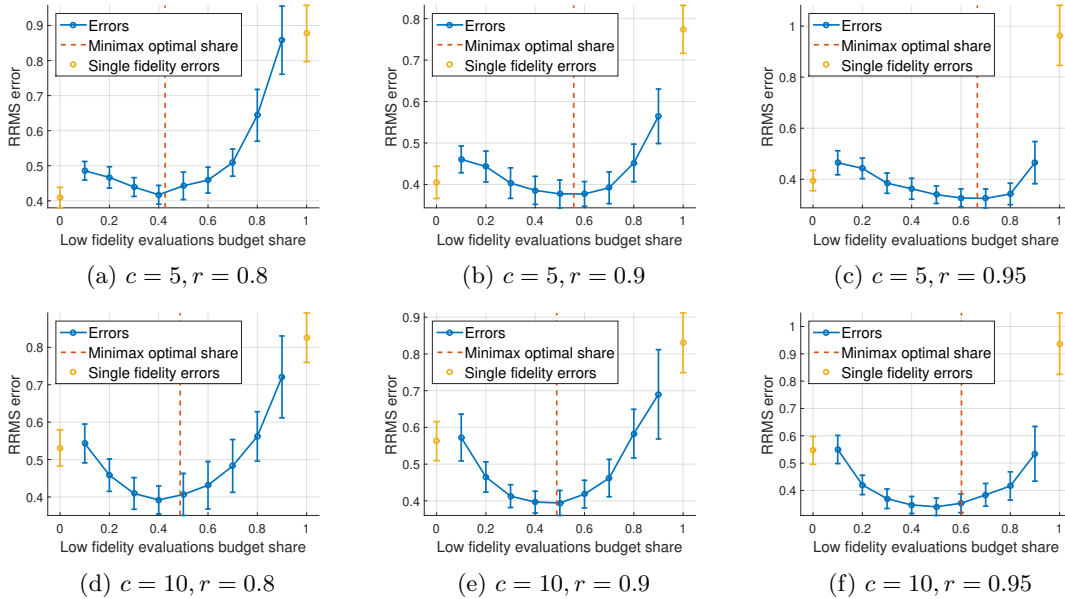 0.9
0.8
0.7
0.6
0.5
0.4
RRMS error
Errors
Minimax optimal share
Single fidelity errors
0 0.2 0.4 0.6 0.8 1
Low fidelity evaluations budget share
(a) c = 5, r = 0.8
0.8
0.7
0.6
0.5
0.4
RRMS error
Errors
Minimax optimal share
Single fidelity errors
0 0.2 0.4 0.6 0.8 1
Low fidelity evaluations budget share
(b) c = 5, r = 0.9
1
0.8
0.6
0.4
RRMS error
Errors
Minimax optimal share
Single fidelity errors
0 0.2 0.4 0.6 0.8 1
Low fidelity evaluations budget share
(c) c = 5, r = 0.95
0.8
0.7
0.6
0.5
0.4
RRMS error
Errors
Minimax optimal share
Single fidelity errors
0 0.2 0.4 0.6 0.8 1
Low fidelity evaluations budget share
(d) c = 10, r = 0.8
0.9
0.8
0.7
0.6
0.5
0.4
RRMS error
Errors
Minimax optimal share
Single fidelity errors
0 0.2 0.4 0.6 0.8 1
Low fidelity evaluations budget share
(e) c = 10, r = 0.9
1
0.9
0.8
0.7
0.6
0.5
0.4
RRMS error
Errors
Minimax optimal share
Single fidelity errors
0 0.2 0.4 0.6 0.8 1
Low fidelity evaluations budget share
(f) c = 10, r = 0.95